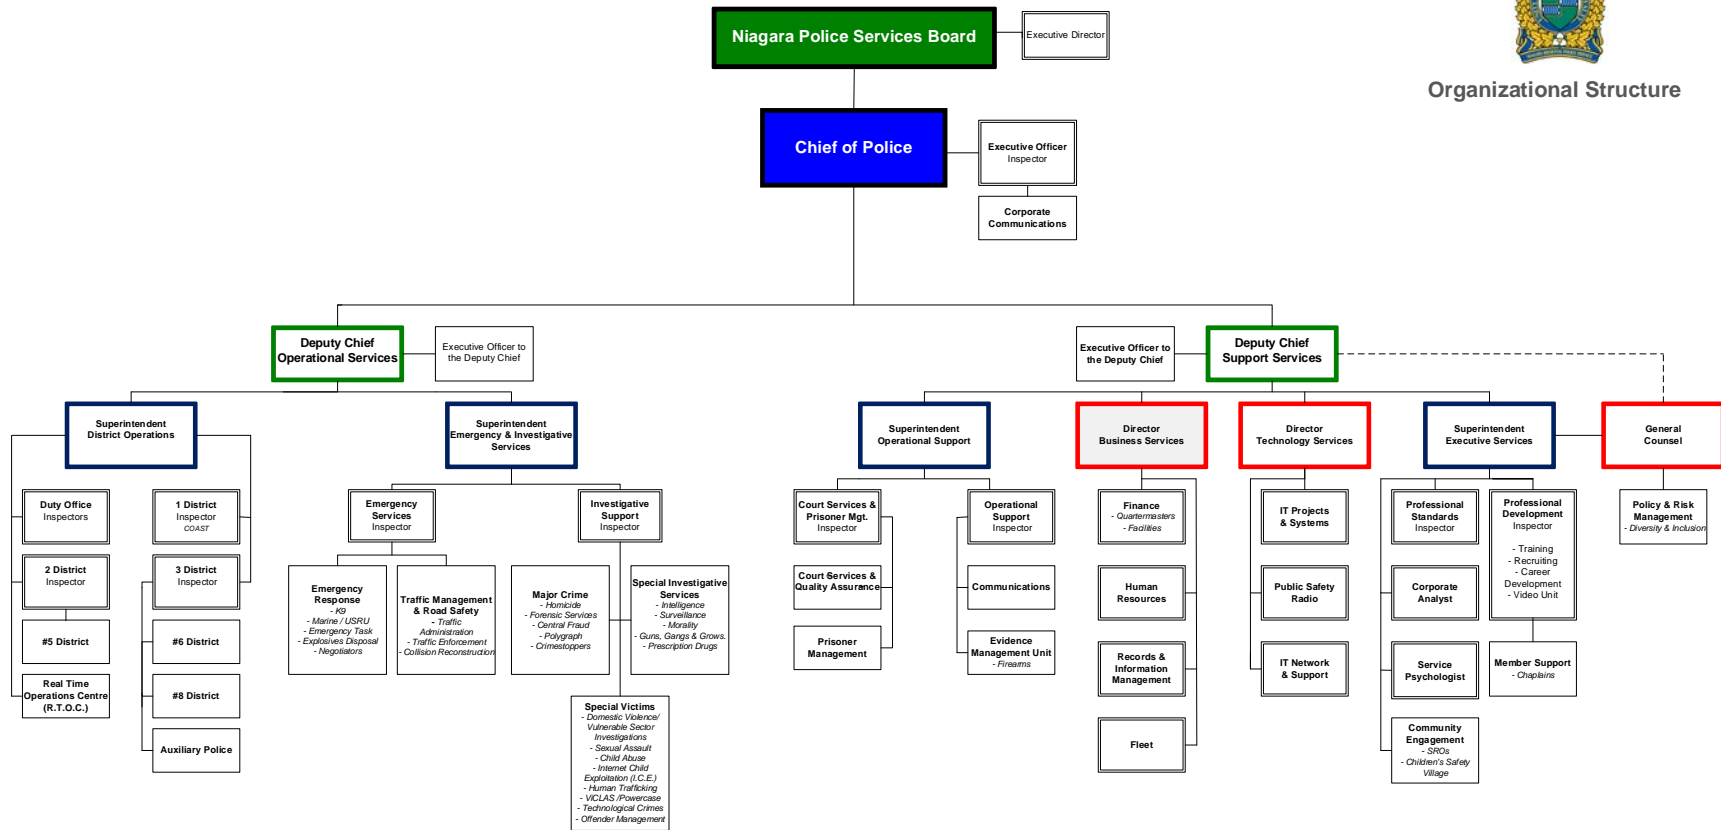 Niagara Police Services Board
Executive Director
Organizational Structure
Chief of Police
Executive Officer
Inspector
Corporate
Communications
Deputy Chief
Operational Services
Executive Officer to
the Deputy Chief
Executive Officer to
the Deputy Chief
Deputy Chief
Support Services
Superintendent
District Operations
Superintendent
Emergency & Investigative
Services
Superintendent
Operational Support
Director
Business Services
Director
Technology Services
Superintendent
Executive Services
General
Counsel
Duty Office
Inspectors
1 District
Inspector
COAST
2 District
Inspector
3 District
Inspector
#5 District
#6 District
Real Time
Operations Centre
(R.T.O.C.)
#8 District
Auxiliary Police
Emergency
Services
Inspector
Investigative
Support
Inspector
Emergency
Response
- K9
- Marine / USRU
- Emergency Task
- Explosives Disposal
- Negotiators
Traffic Management
& Road Safety
- Traffic
Administration
- Traffic Enforcement
- Collision Reconstruction
Major Crime
- Homicide
- Forensic Services
- Central Fraud
- Polygraph
- Crimestoppers
Special Investigative
Services
- Intelligence
- Surveillance
- Morality
- Guns, Gangs & Grows.
- Prescription Drugs
Special Victims
- Domestic Violence/
Vulnerable Sector
Investigations
- Sexual Assault
- Child Abuse
- Internet Child
Exploitation (I.C.E.)
- Human Trafficking
- ViCLAS /Powercase
- Technological Crimes
- Offender Management
Court Services &
Prisoner Mgt.
Inspector
Court Services &
Quality Assurance
Prisoner
Management
Operational
Support
Inspector
Communications
Evidence
Management Unit
- Firearms
Finance
- Quartermasters
- Facilities
Human
Resources
Records &
Information
Management
Fleet
IT Projects
& Systems
Public Safety
Radio
IT Network
& Support
Professional
Standards
Inspector
Corporate
Analyst
Service
Psychologist
Community
Engagement
- SROs
- Children's Safety
Village
Professional
Development
Inspector
- Training
- Recruiting
- Career
Development
- Video Unit
Member Support
- Chaplains
Policy & Risk
Management
- Diversity & Inclusion